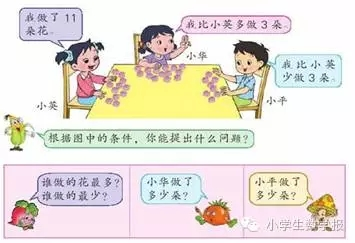 我做了 11
朵花。
小华
我比小英多做 3 朵。
我比小英
少做 3 朵。
小英
小平
根据图中的条件，你能提出什么问题？
谁做的花最多？
谁做的最少？
小华做了
多少朵？
小平做了
多少朵？
小学生数学报